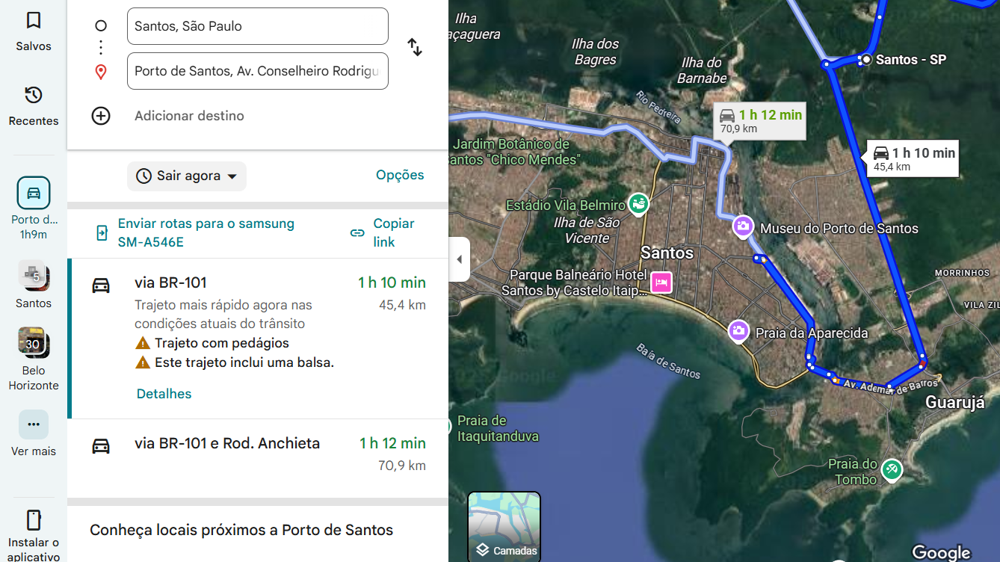 Salvos
Recentes
Porto d...
1h9m
5
Santos
30
Belo
Horizonte
Ver mais
Instalar o
aplicativo
Santos, São Paulo
Porto de Santos, Av. Conselheiro Rodrigu
Adicionar destino
Sair agora
Opções
Enviar rotas para o samsung
SM-A546E
Copiar
link
via BR-101
1 h 10 min
Trajeto mais rápido agora nas
condições atuais do trânsito
45,4 km
Trajeto com pedágios
Este trajeto inclui uma balsa.
Detalhes
via BR-101 e Rod. Anchieta
1 h 12 min
70,9 km
Conheça locais próximos a Porto de Santos
Ilha
açaguera
Ilha dos
Bagres
Ilha do
Barnabe
Santos - SP
Rio Pedreira
1 h 12 min
70,9 km
Jardim Botânico de
antos "Chico Mendes"
1 h 10 min
45,4 km
Estádio Vila Belmiro
Ilha de São
Vicente
Museu do Porto de Santos
Santos
Parque Balneário Hotel
Santos by Castelo Itaip...
MORRINHOS
VILA ZIL
Praia da Aparecida
Baía de Santos
Av. Ademar de Barros
Guarujá
Praia de
Itaquitanduva
Praia do
Tombo
Camadas
Google